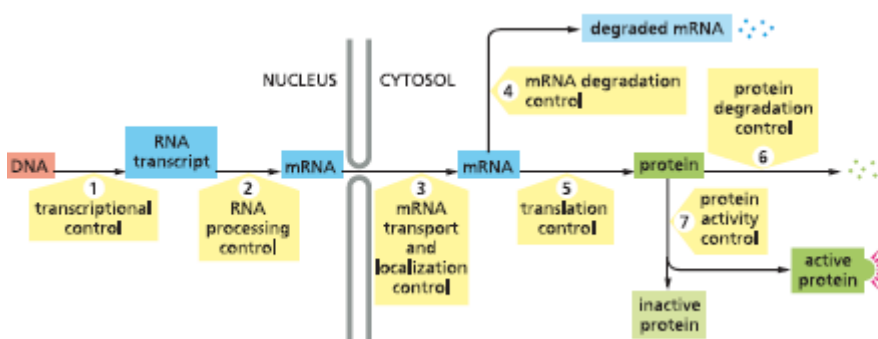 degraded mRNA
NUCLEUS
CYTOSOL
4 mRNA degradation
control
protein
degradation
control
6
DNA
RNA
transcript
mRNA
mRNA
protein
1
transcriptional
control
2
RNA
processing
control
3
mRNA
transport
and
localization
control
5
translation
control
7 protein
activity
control
active
protein
inactive
protein